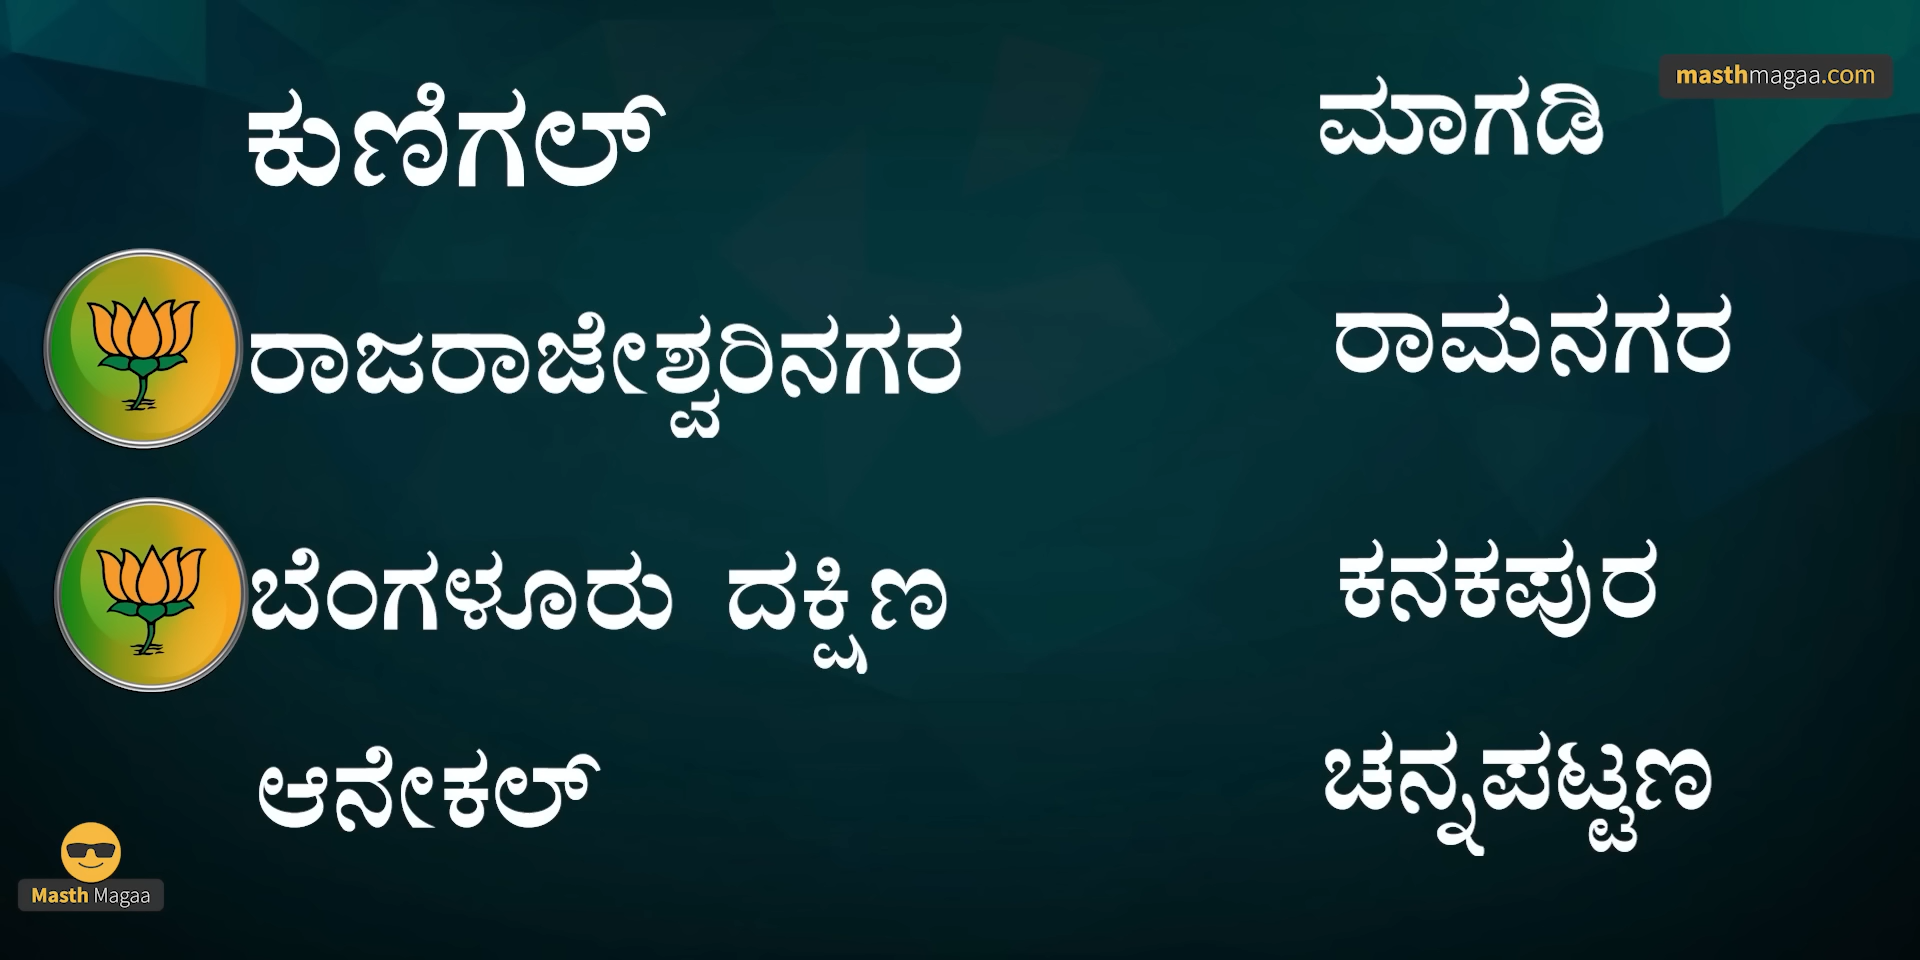 masthmagaa.com
ಕುಣಿಗಲ್ ಮಾಗಡಿ
ರಾಜರಾಜೇಶ್ವರಿನಗರ ರಾಮನಗರ
ಬೆಂಗಳೂರು ದಕ್ಷಿಣ ಕನಕಪುರ
ಆನೇಕಲ್ ಚನ್ನಪಟ್ಟಣ
Masth Magaa